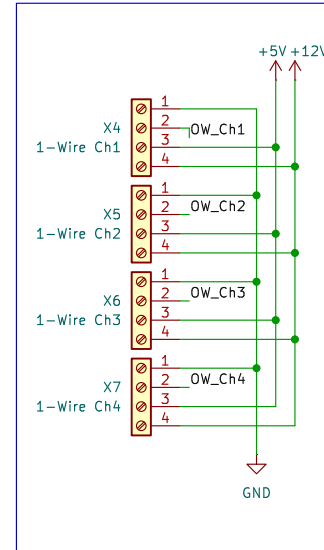 +5V +12V
1
X4
2
OW_Ch1
1-Wire Ch1
3
4
1
X5
2
OW_Ch2
1-Wire Ch2
3
4
1
X6
2
OW_Ch3
1-Wire Ch3
3
4
1
X7
2
OW_Ch4
1-Wire Ch4
3
4
GND